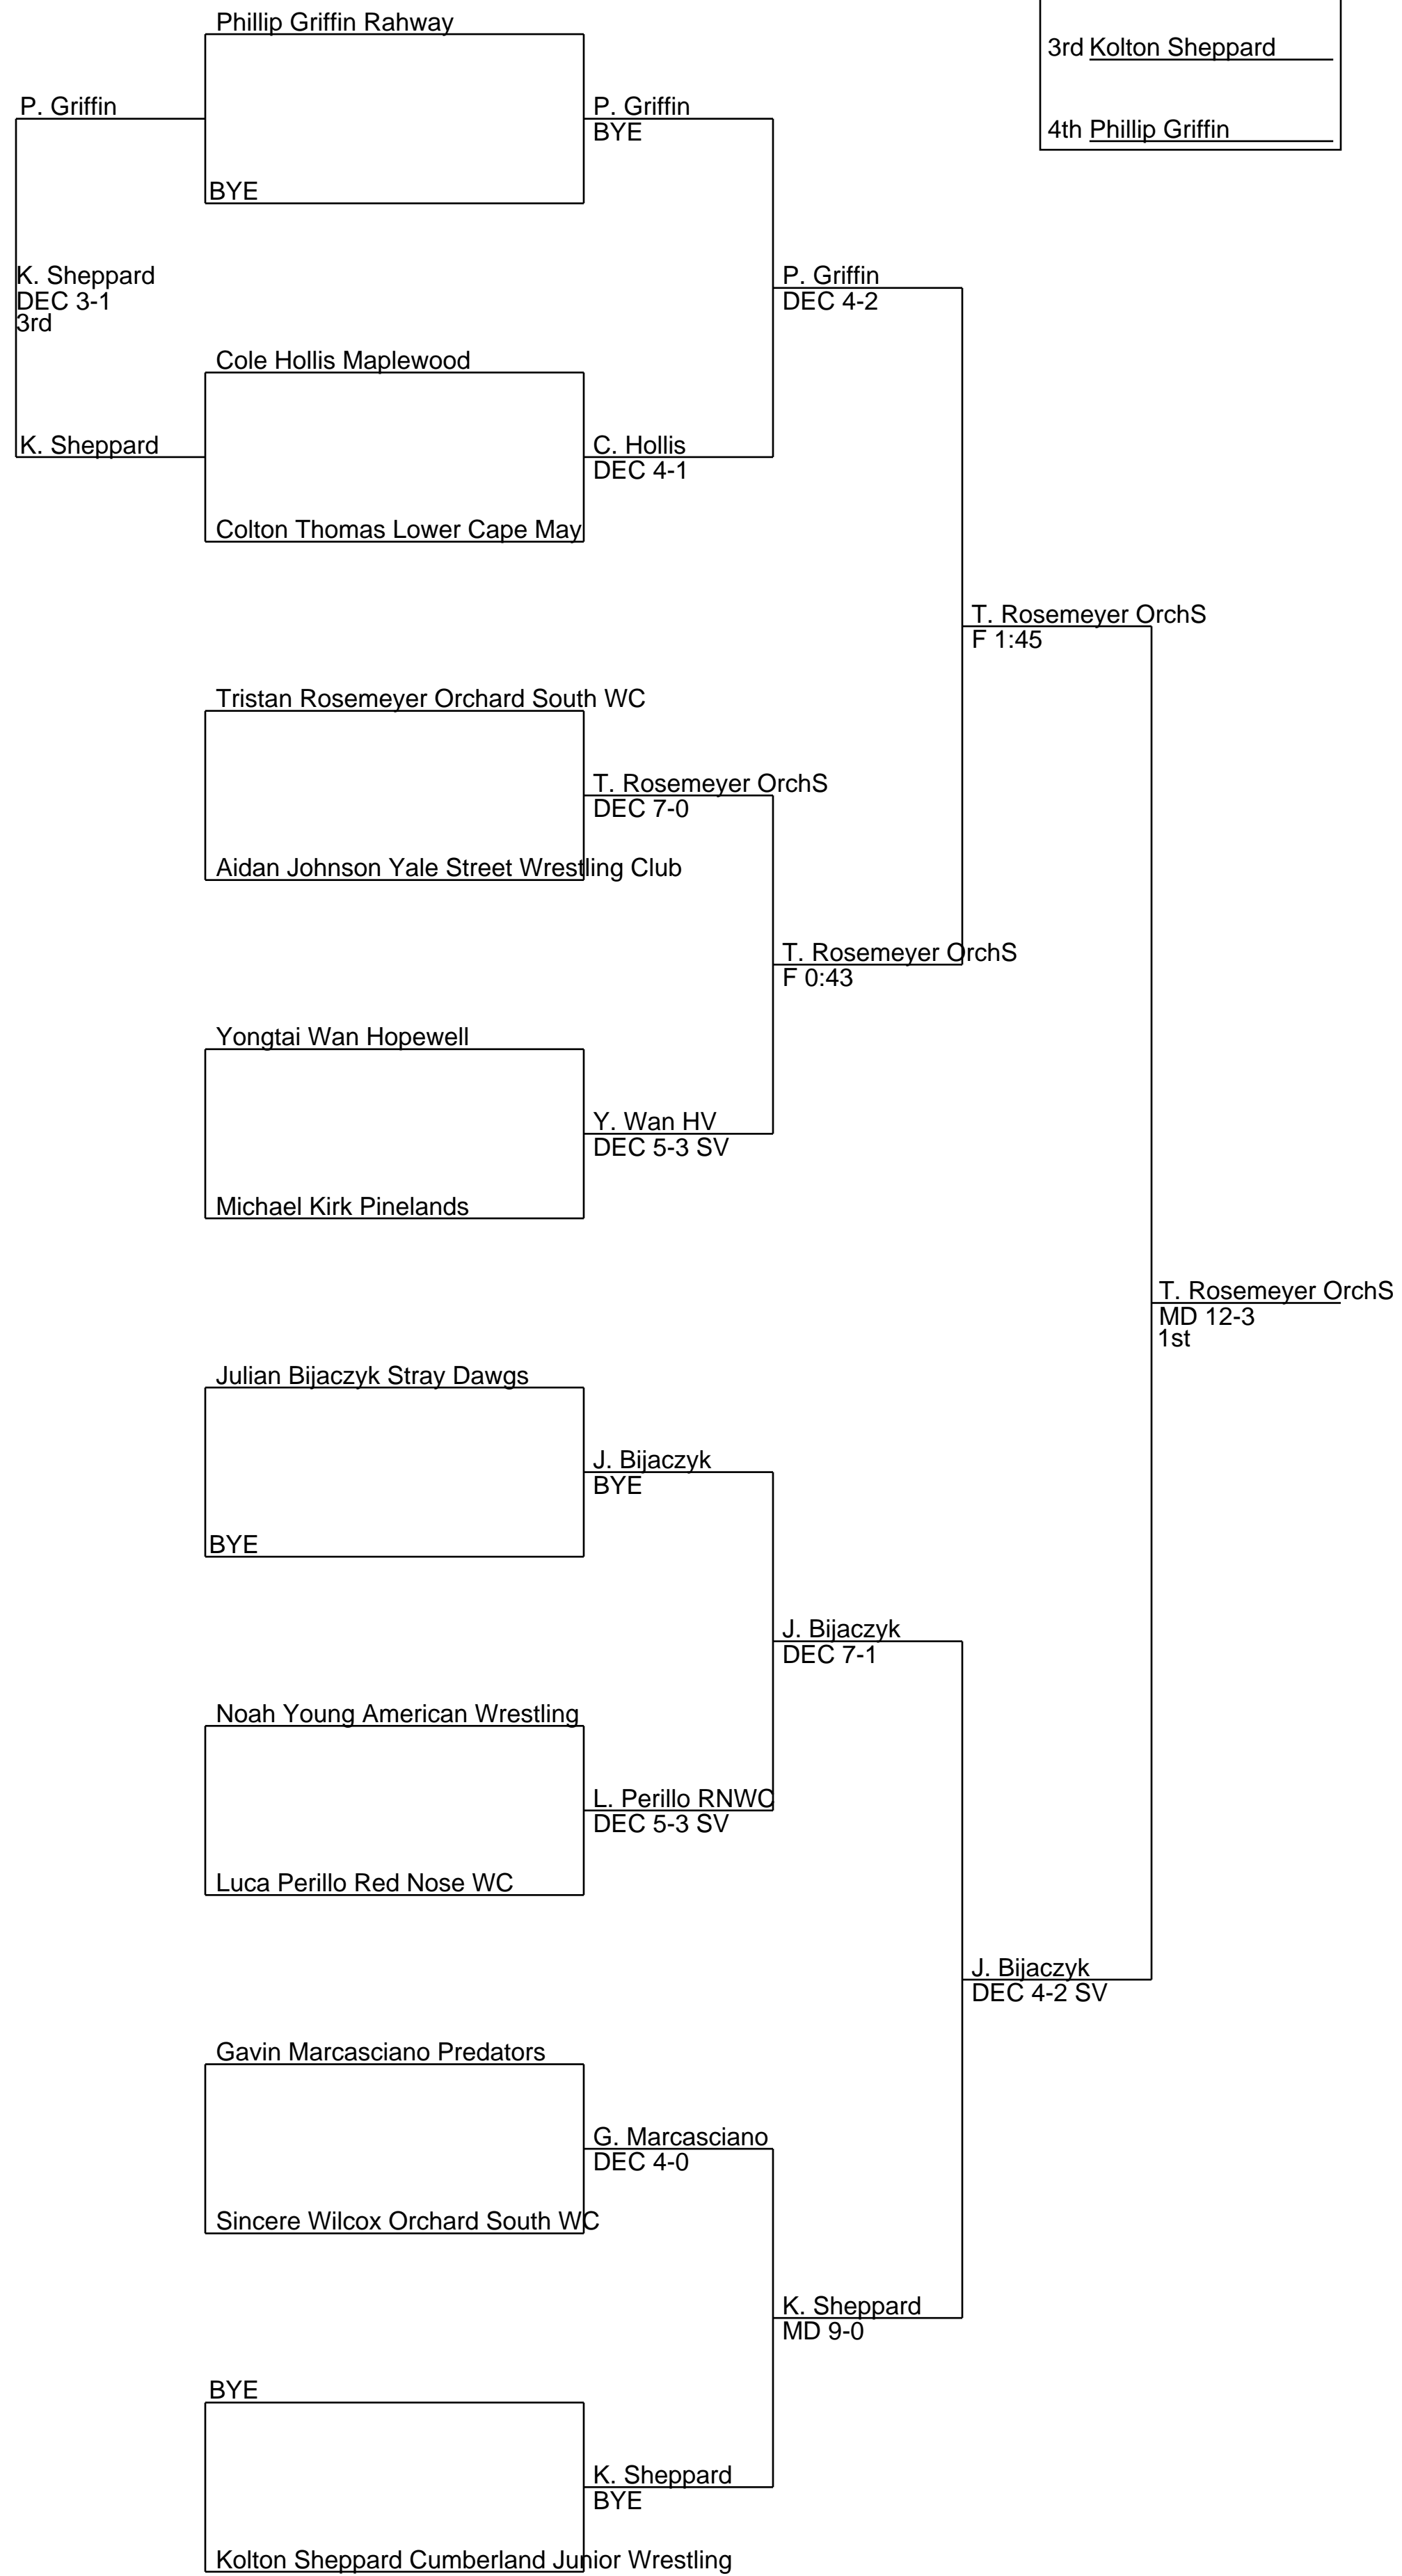 Phillip Griffin Rahway
3rd Kolton Sheppard
P. Griffin
P. Griffin
BYE
4th Phillip Griffin
BYE
K. Sheppard
DEC 3-1
3rd
P. Griffin
DEC 4-2
Cole Hollis Maplewood
K. Sheppard
C. Hollis
DEC 4-1
Colton Thomas Lower Cape May
T. Rosemeyer OrchS
F 1:45
Tristan Rosemeyer Orchard South WC
T. Rosemeyer OrchS
DEC 7-0
Aidan Johnson Yale Street Wrestling Club
T. Rosemeyer OrchS
F 0:43
Yongtai Wan Hopewell
Y. Wan HV
DEC 5-3 SV
Michael Kirk Pinelands
T. Rosemeyer OrchS
MD 12-3
1st
Julian Bijaczyk Stray Dawgs
J. Bijaczyk
BYE
BYE
J. Bijaczyk
DEC 7-1
Noah Young American Wrestling
L. Perillo RNWC
DEC 5-3 SV
Luca Perillo Red Nose WC
J. Bijaczyk
DEC 4-2 SV
Gavin Marcasciano Predators
G. Marcasciano
DEC 4-0
Sincere Wilcox Orchard South WC
K. Sheppard
MD 9-0
BYE
K. Sheppard
BYE
Kolton Sheppard Cumberland Junior Wrestling